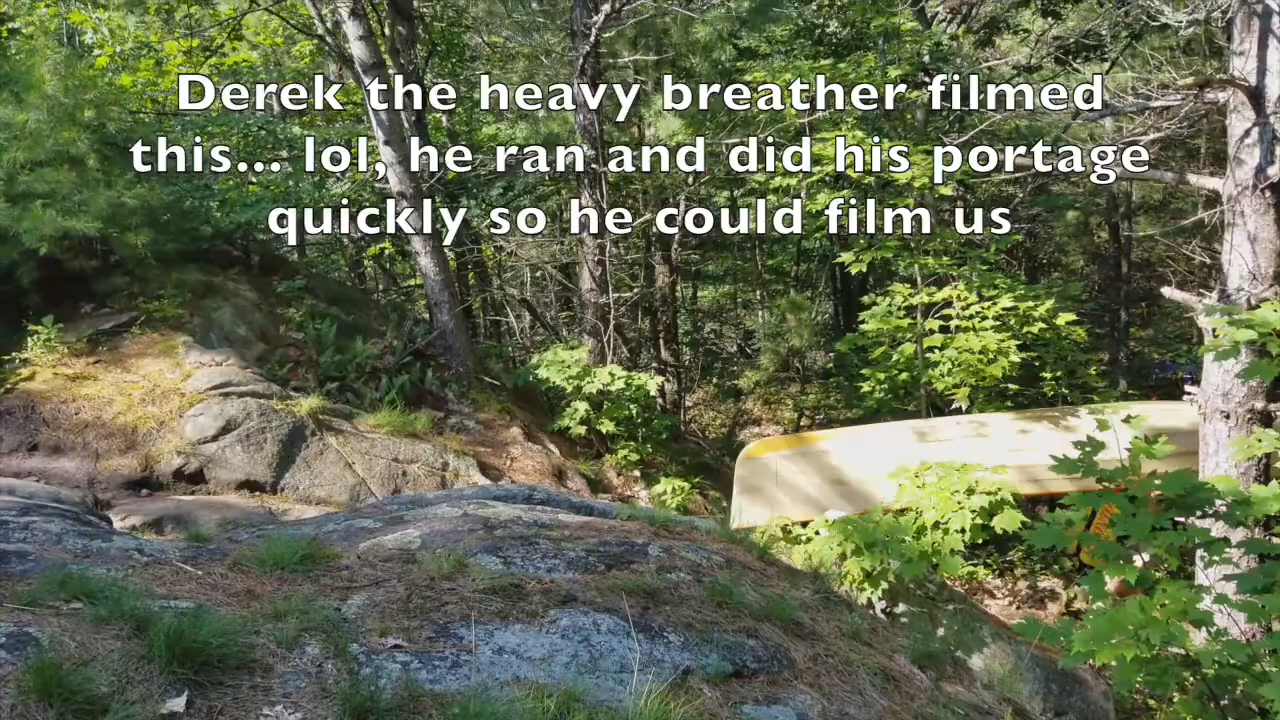 Derek the heavy breather filmed
this... lol, he ran and did his portage
quickly so he could film us